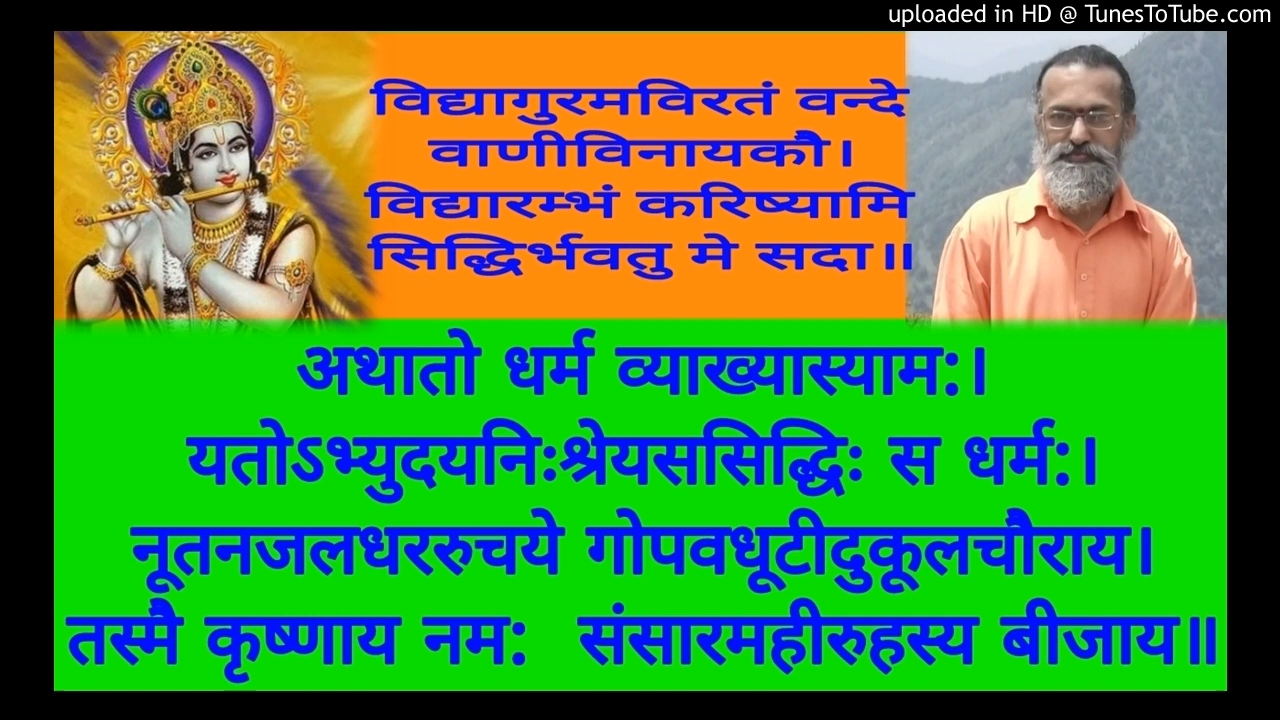 uploaded in HD @ TunesToTube.com
विद्यागुरमविरतं वन्दे
वाणीविनायकौ।
विद्यारम्भं करिष्यामि
सिद्धिर्भवतु मे सदा॥
अथातो धर्म व्याख्यास्याम:।
यतोऽभ्युदयनिःश्रेयससिद्धिः स धर्म:।
नूतनजलधररुचये गोपवधूटीदुकूलचौराय।
तस्मै कृष्णाय नम: संसारमहीरुहस्य बीजाय॥